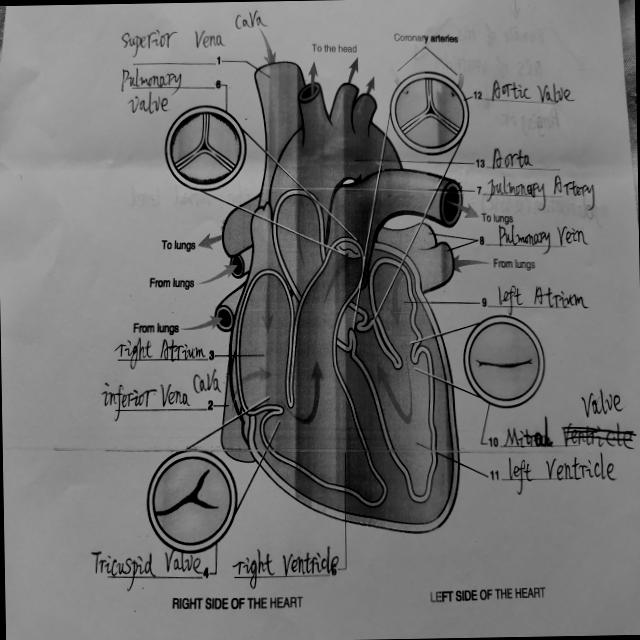 Superior Vena Cava
1
To the head
Coronary arteries
Pulmonary 6
valve
12 Aortic Valve
13 Aorta
7 pulmonary Artery
To lungs
To lungs
8 Pulmonary Vein
From lungs
From lungs
9 left Atrium
From lungs
right Atrium 3
inferior Vena Cava
2
Valve
10 Mitral Ventricle
11 left Ventricle
Tricuspid Valve 4
right Ventricle
RIGHT SIDE OF THE HEART
LEFT SIDE OF THE HEART